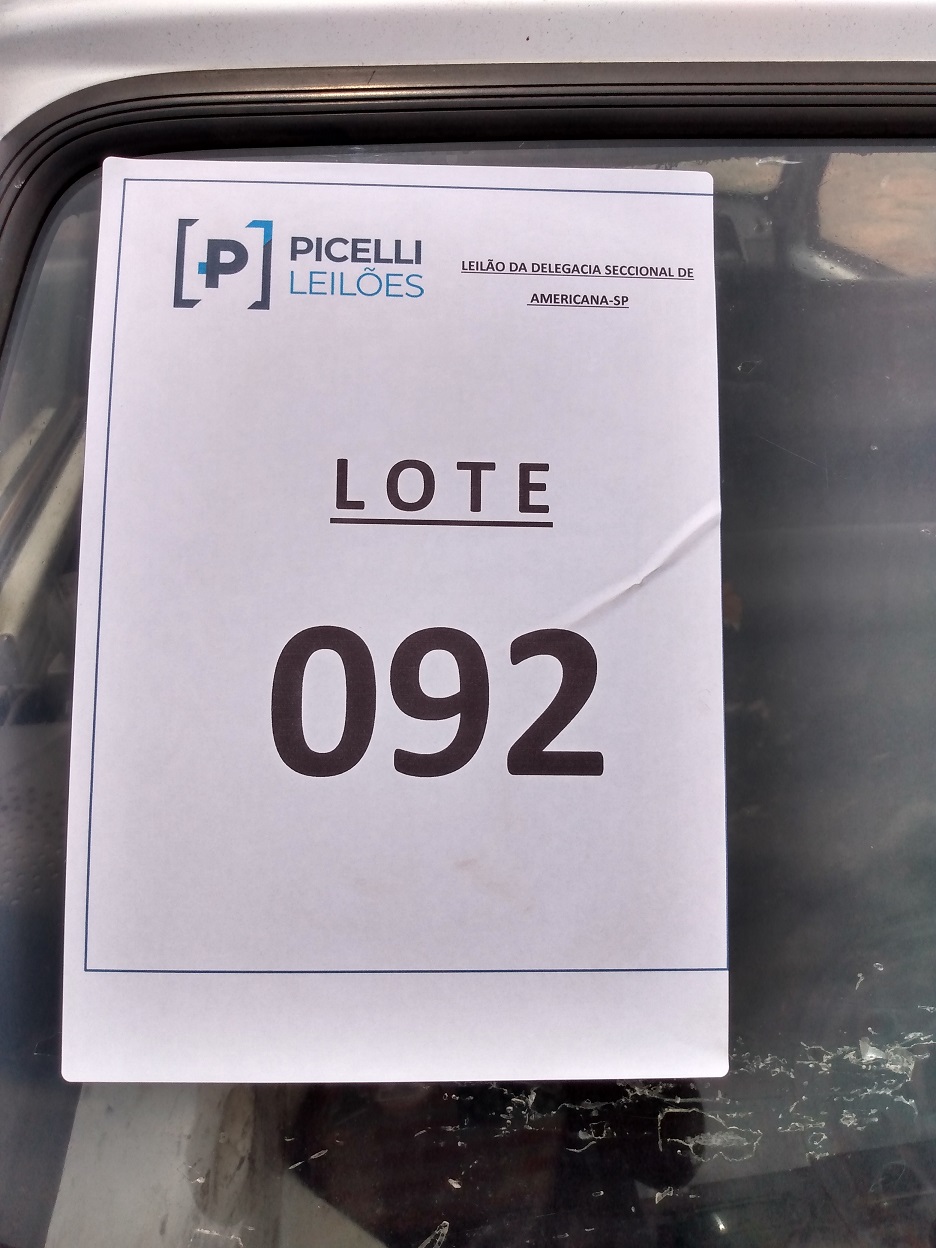 [P]
PICELLI
LEILÕES
LEILÃO DA DELEGACIA SECCIONAL DE
AMERICANA-SP
LOTE
092